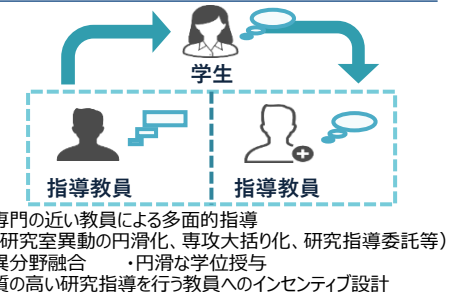 学生
指導教員 指導教員
専門の近い教員による多面的指導
研究室異動の円滑化、専攻大括り化、研究指導委託等）
異分野融合 ・円滑な学位授与
質の高い研究指導を行う教員へのインセンティブ設計